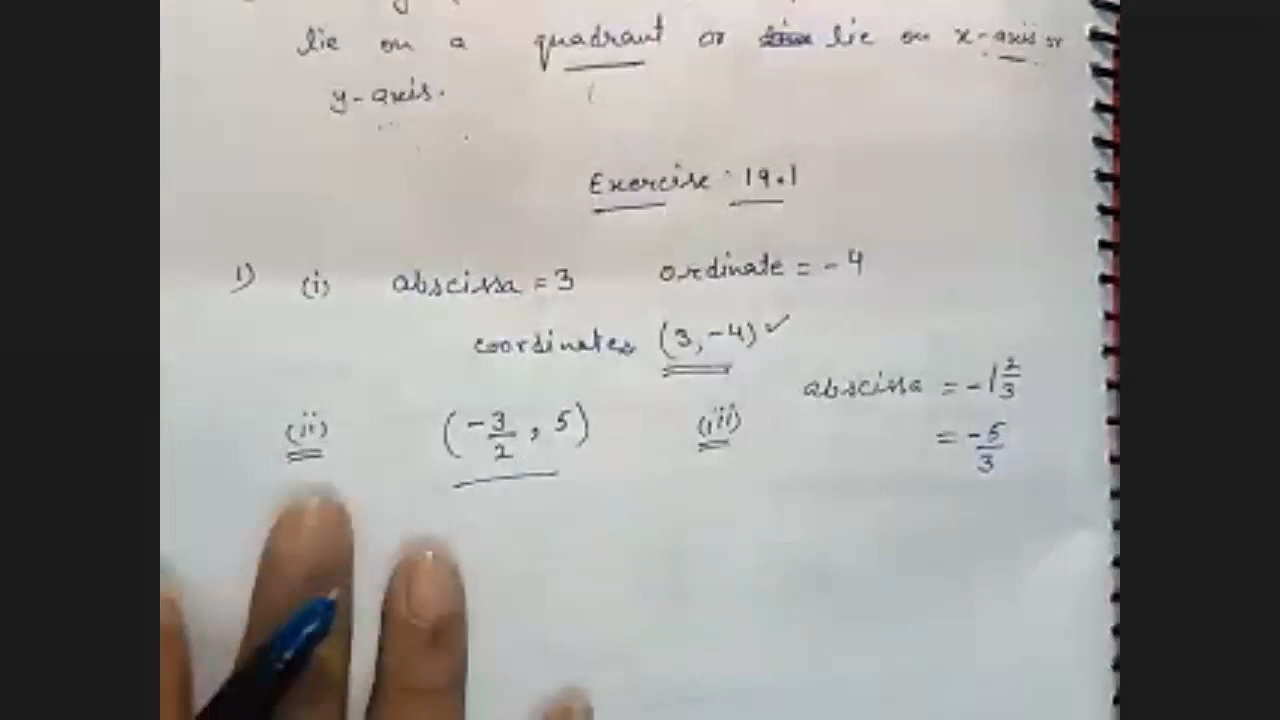 lie on a quadrant or lie on x-axis or
y-axis.
Exercise : 19.1
1) (i) abscissa = 3 ordinate = -4
coordinates (3, -4) ✓
(ii) (-3/2, 5) (iii) abscissa = -1 2/3
= -5/3